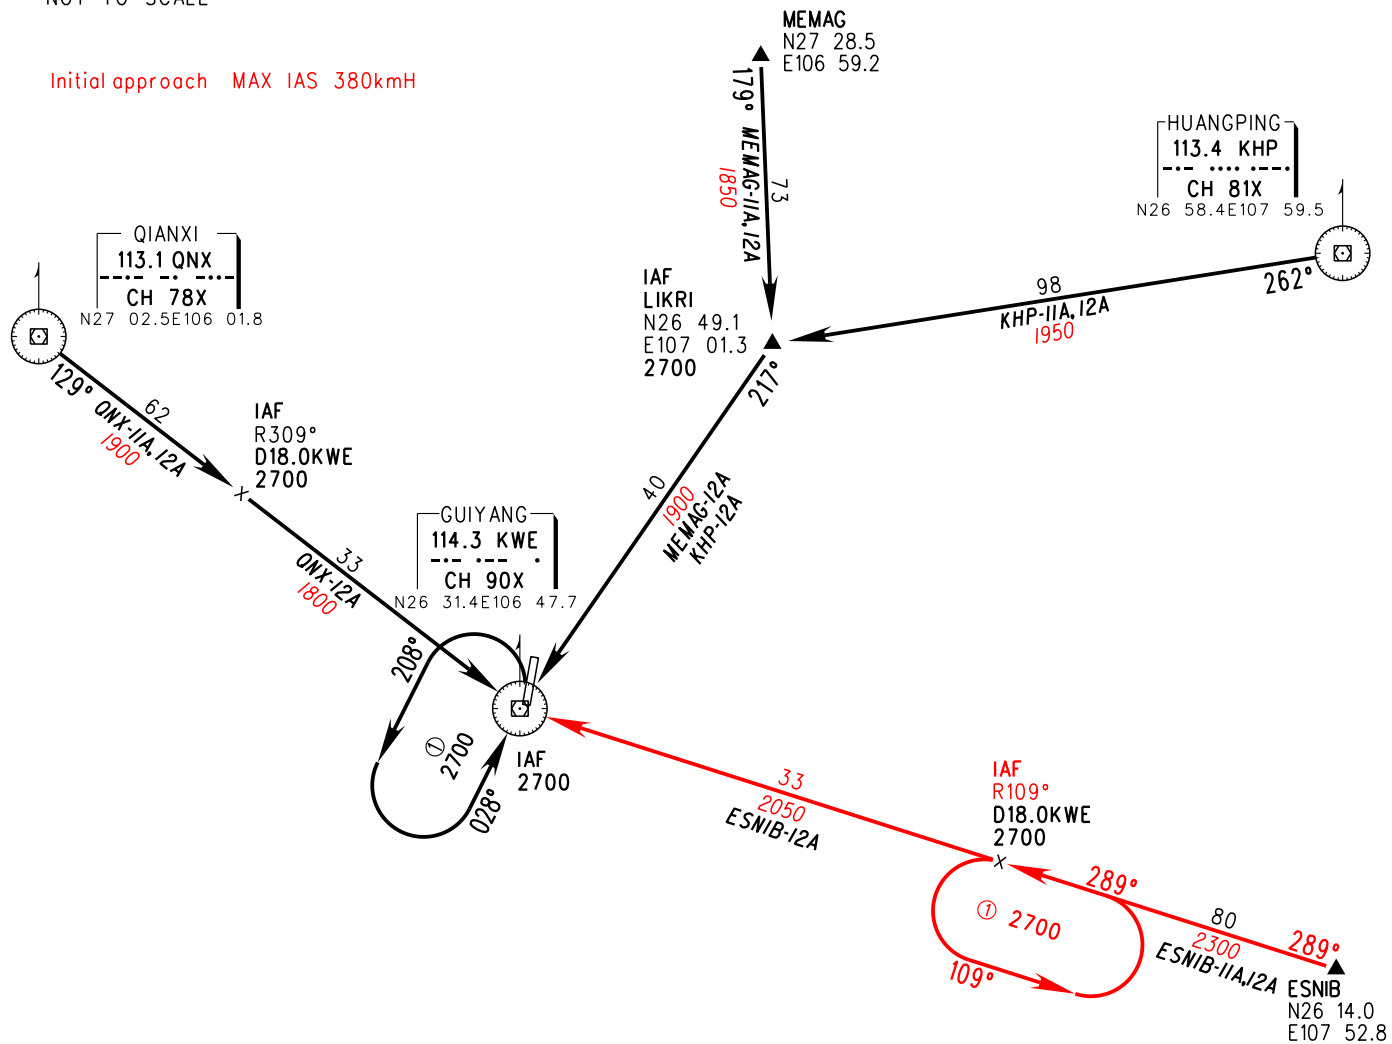 NOT TO SCALE
Initial approach MAX IAS 380kmH
MEMAG
N27 28.5
E106 59.2
179° MEMAG-11A,12A
73
1850
HUANGPING
113.4 KHP
CH 81X
N26 58.4E107 59.5
262°
98
KHP-11A,12A
1950
QIANXI
113.1 QNX
CH 78X
N27 02.5E106 01.8
129° QNX-11A,12A
62
1900
IAF
LIKRI
N26 49.1
E107 01.3
2700
217°
40
1900
MEMAG-12A
KHP-12A
IAF
R309°
D18.0KWE
2700
33
QNX-12A
1800
GUIYANG
114.3 KWE
CH 90X
N26 31.4E106 47.7
208°
① 2700
028°
IAF
2700
33
2050
ESNIB-12A
IAF
R109°
D18.0KWE
2700
289°
① 2700
109°
80
2300
ESNIB-11A,12A
289°
ESNIB
N26 14.0
E107 52.8